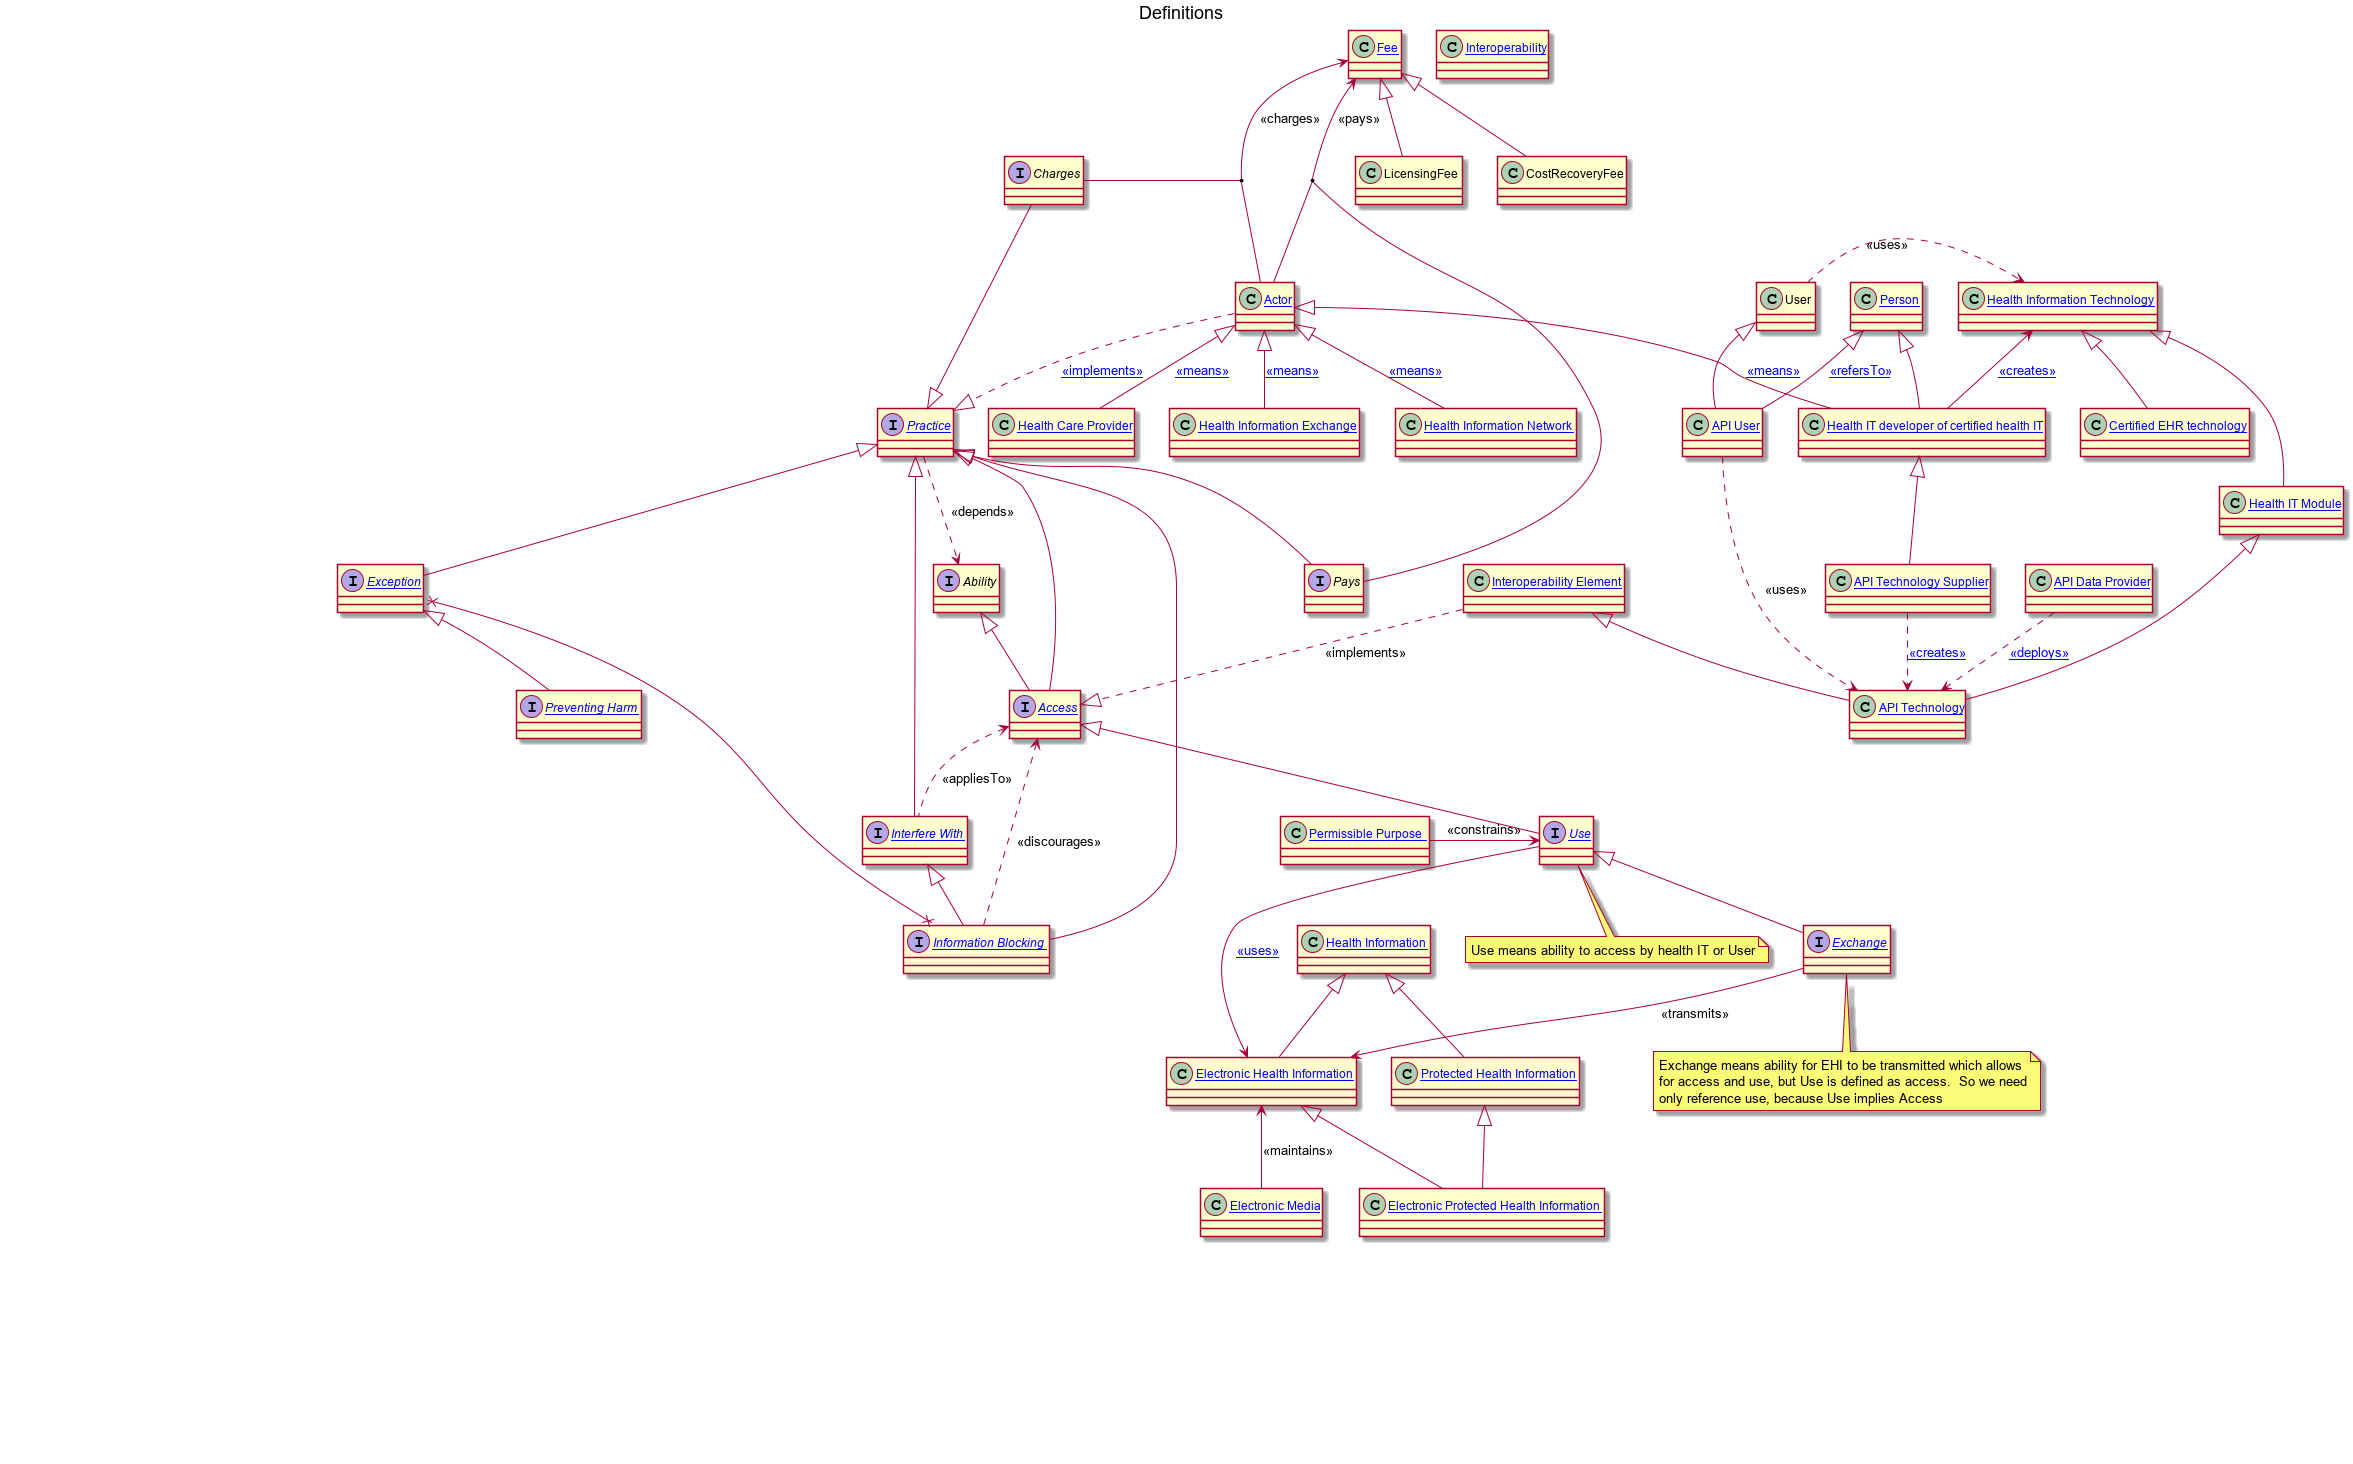 Definitions
C Fee
C Interoperability
«charges»
«pays»
I Charges
C LicensingFee
C CostRecoveryFee
«uses»
C Actor
C User
C Person
C Health Information Technology
«implements»
«means»
«means»
«means»
«means»
«refersTo»
«creates»
I Practice
C Health Care Provider
C Health Information Exchange
C Health Information Network
C API User
C Health IT developer of certified health IT
C Certified EHR technology
«depends»
C Health IT Module
I Exception
I Ability
I Pays
C Interoperability Element
«uses»
C API Technology Supplier
C API Data Provider
«implements»
«creates»
«deploys»
I Preventing Harm
I Access
C API Technology
«appliesTo»
I Interfere With
«discourages»
C Permissible Purpose
«constrains»
I Use
I Information Blocking
«uses»
C Health Information
Use means ability to access by health IT or User
I Exchange
«transmits»
C Electronic Health Information
C Protected Health Information
Exchange means ability for EHI to be transmitted which allows
for access and use, but Use is defined as access.  So we need
only reference use, because Use implies Access
«maintains»
C Electronic Media
C Electronic Protected Health Information